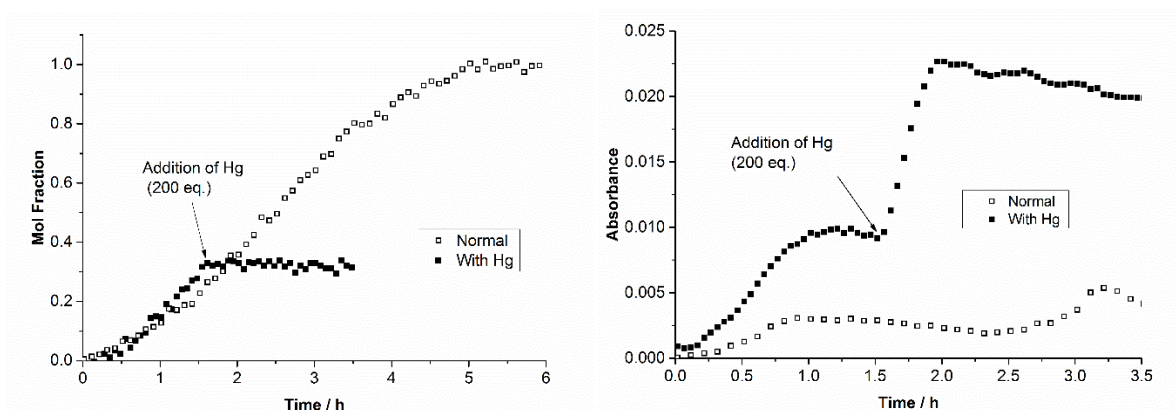 1.0
0.8
0.6
0.4
0.2
0.0
Mol Fraction
Addition of Hg
(200 eq.)
Normal
With Hg
0 1 2 3 4 5 6
Time / h
0.025
0.020
0.015
0.010
0.005
0.000
Absorbance
Addition of Hg
(200 eq.)
Normal
With Hg
0.0 0.5 1.0 1.5 2.0 2.5 3.0 3.5
Time / h